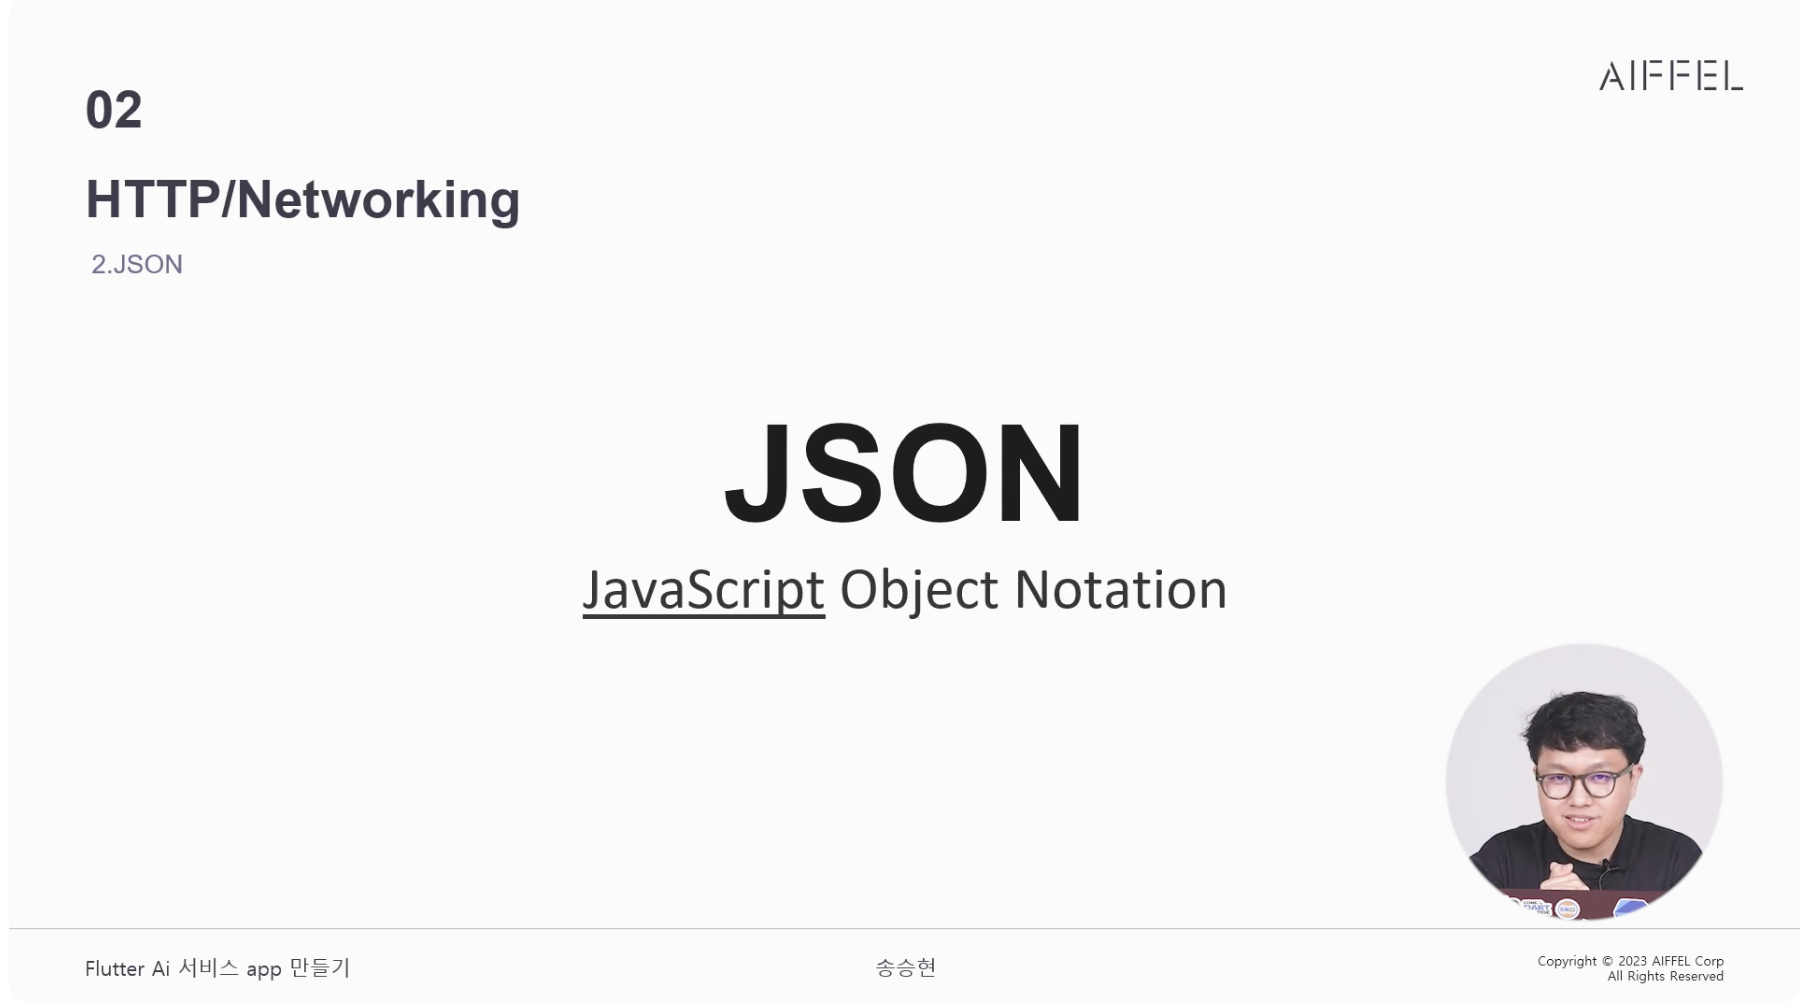 AIFFEL
02
HTTP/Networking
2.JSON
JSON
JavaScript Object Notation
Flutter Ai 서비스 app 만들기
송승현
Copyright © 2023 AIFFEL Corp
All Rights Reserved